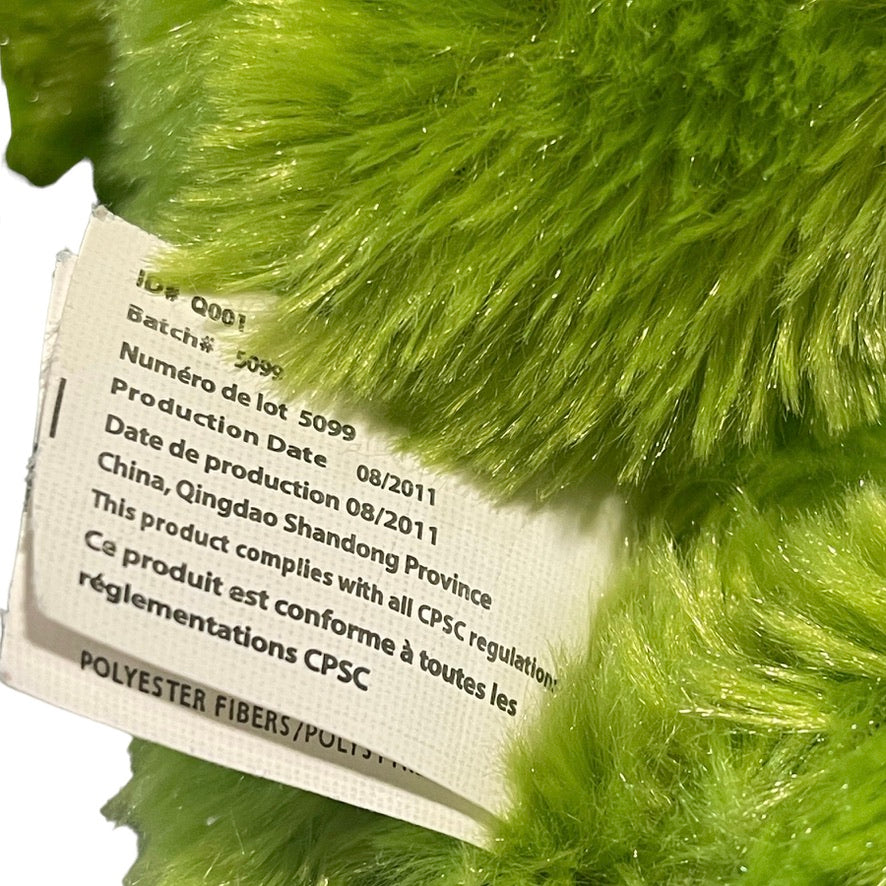 ID# Q001
Batch# 5099
Numéro de lot 5099
Production Date 08/2011
Date de production 08/2011
China, Qingdao Shandong Province
This product complies with all CPSC regulation
Ce produit est conforme à toutes les
réglementations CPSC
POLYESTER FIBERS/